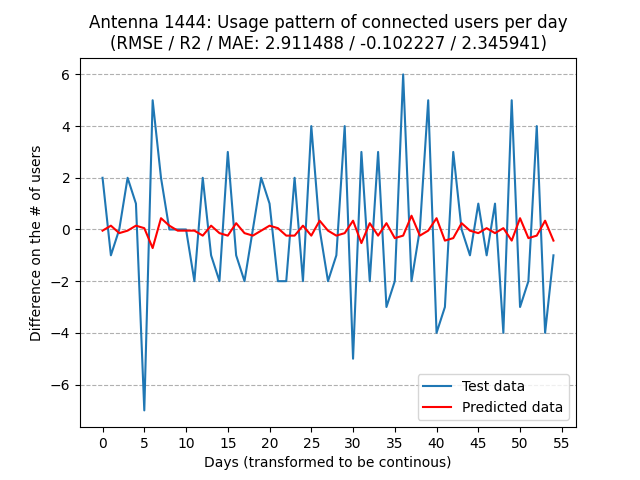 Antenna 1444: Usage pattern of connected users per day
(RMSE / R2 / MAE: 2.911488 / -0.102227 / 2.345941)
Difference on the # of users
6
4
2
0
−2
−4
−6
Test data
Predicted data
0 5 10 15 20 25 30 35 40 45 50 55
Days (transformed to be continous)